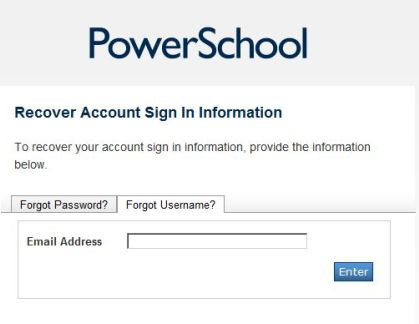 PowerSchool
Recover Account Sign In Information
To recover your account sign in information, provide the information
below.
Forgot Password? Forgot Username?
Email Address
Enter